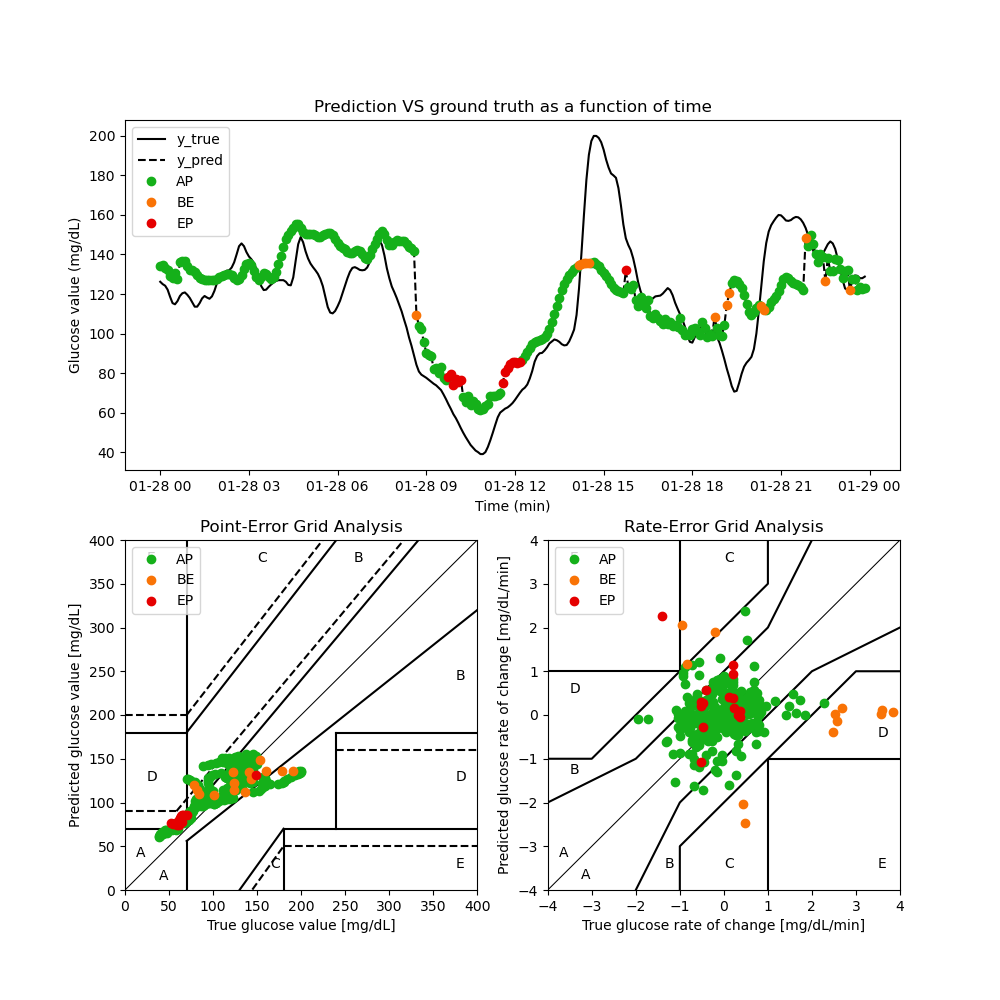 Prediction VS ground truth as a function of time
Glucose value (mg/dL)
200
180
160
140
120
100
80
60
40
y_true
y_pred
AP
BE
EP
01-28 00 01-28 03 01-28 06 01-28 09 01-28 12 01-28 15 01-28 18 01-28 21 01-29 00
Time (min)
Point-Error Grid Analysis
Predicted glucose value [mg/dL]
400
350
300
250
200
150
100
50
0
AP
BE
EP
C B
B
D D
A
A C E
0 50 100 150 200 250 300 350 400
True glucose value [mg/dL]
Rate-Error Grid Analysis
Predicted glucose rate of change [mg/dL/min]
4
3
2
1
0
−1
−2
−3
−4
AP
BE
EP
C
D
D
B
A
A B C E
−4 −3 −2 −1 0 1 2 3 4
True glucose rate of change [mg/dL/min]